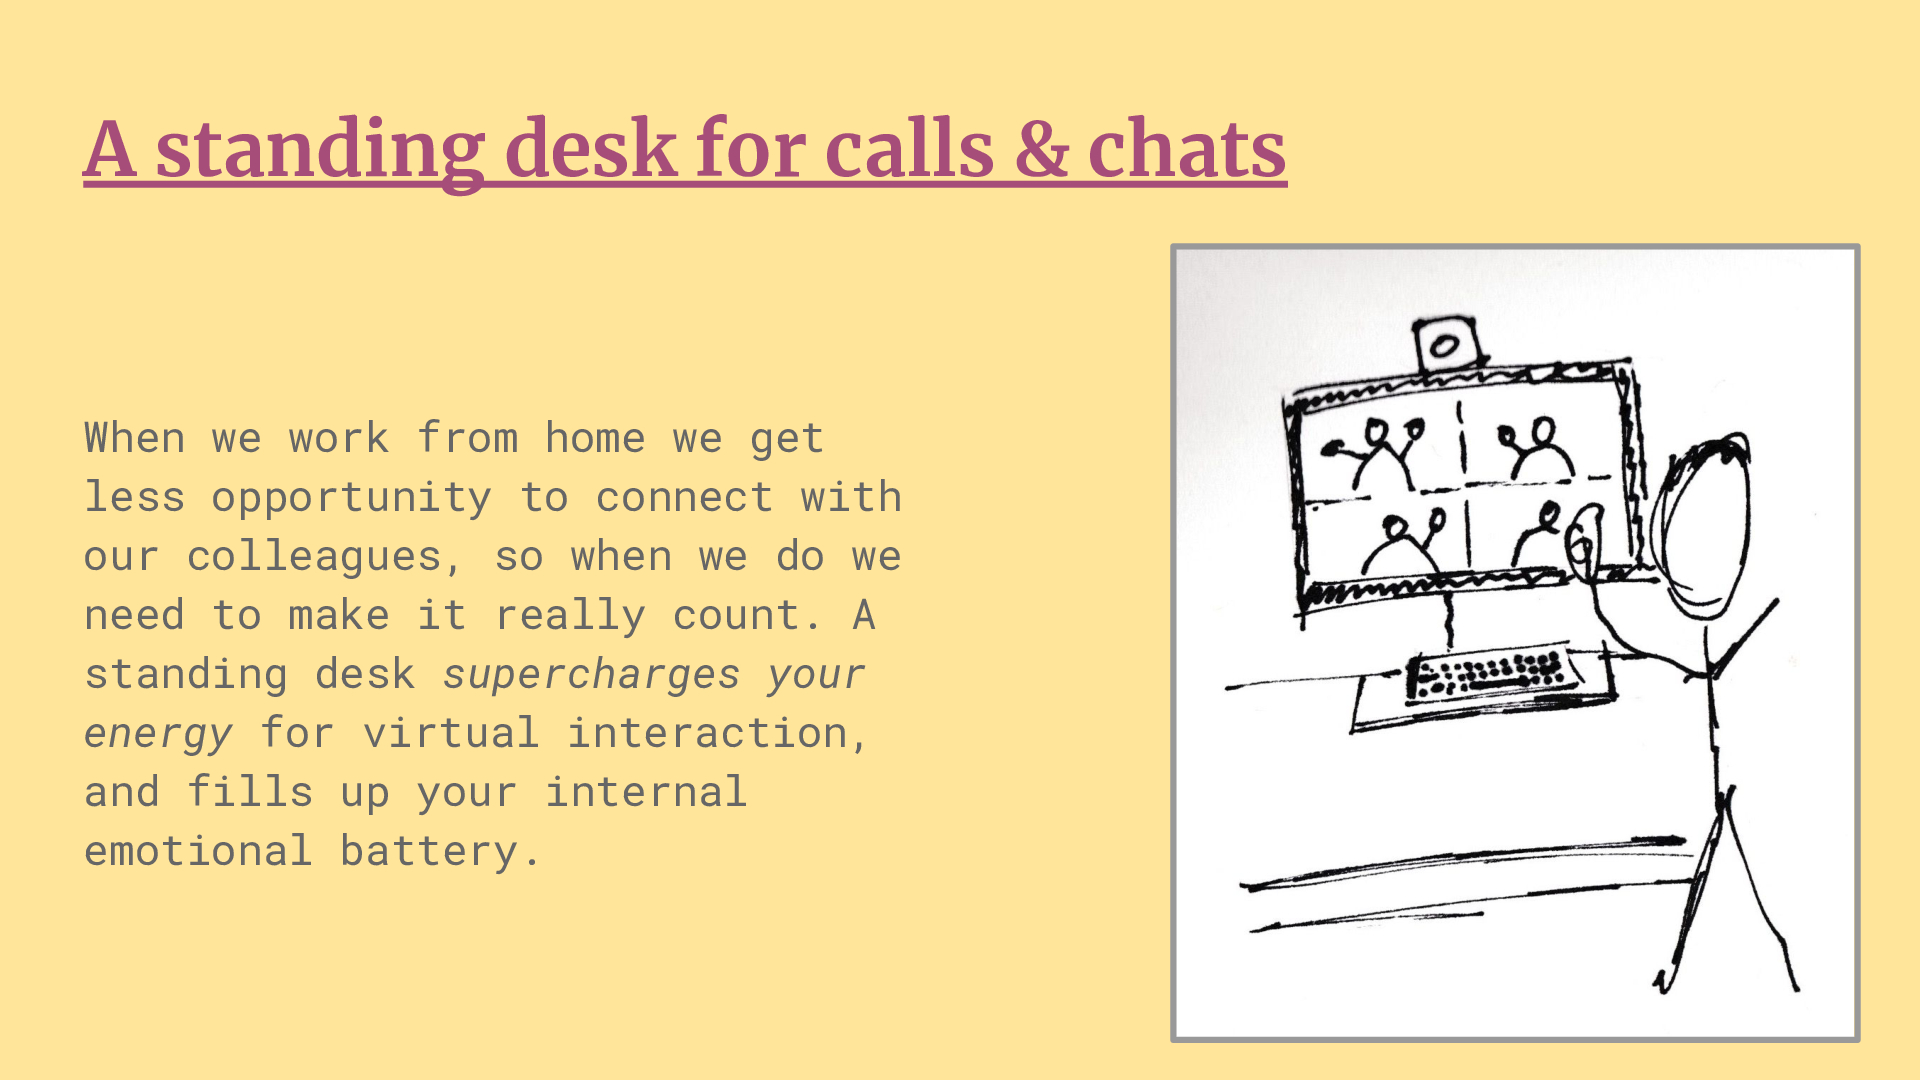 A standing desk for calls & chats
When we work from home we get
less opportunity to connect with
our colleagues, so when we do we
need to make it really count. A
standing desk supercharges your
energy for virtual interaction,
and fills up your internal
emotional battery.